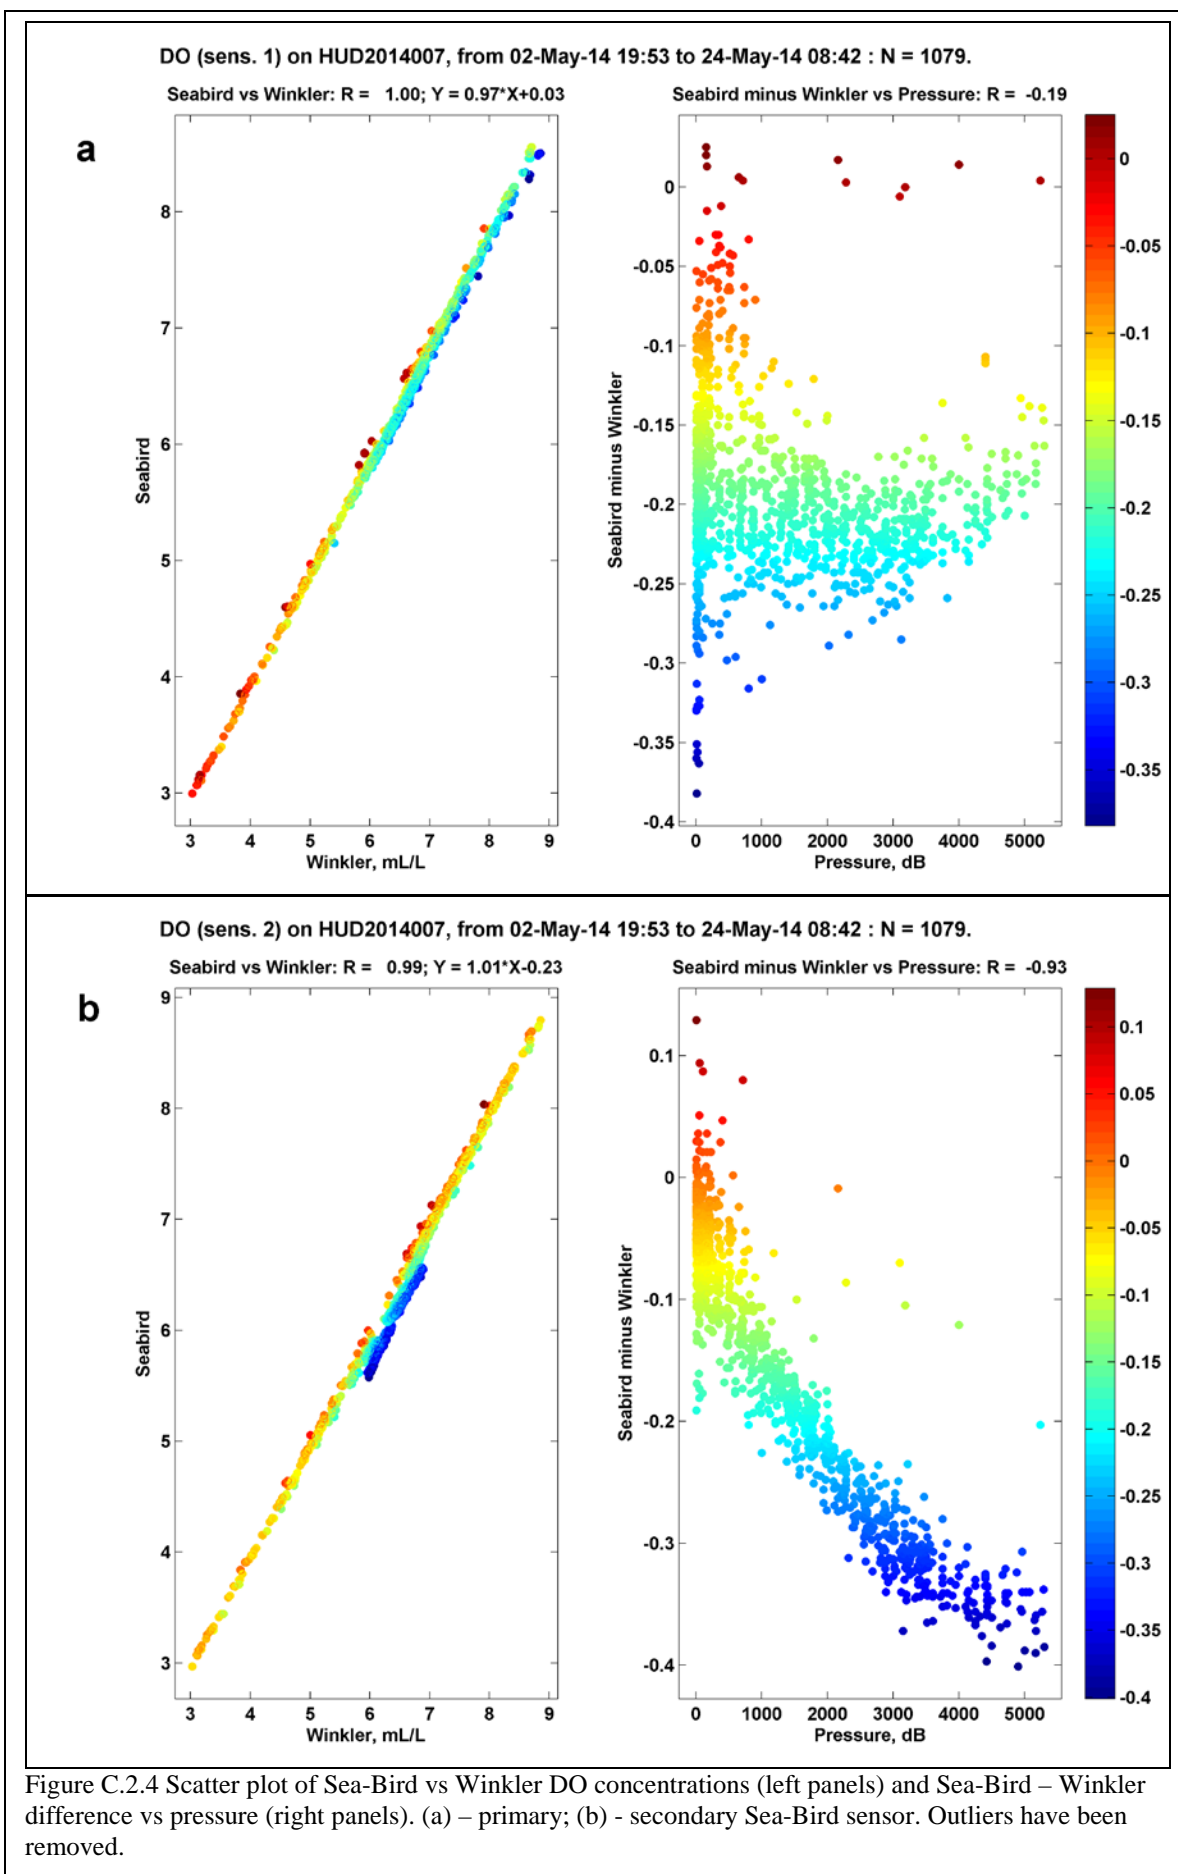 DO (sens. 1) on HUD2014007, from 02-May-14 19:53 to 24-May-14 08:42 : N = 1079.
Seabird vs Winkler: R = 1.00; Y = 0.97*X+0.03
a
8
7
6
5
4
3
Seabird
3 4 5 6 7 8 9
Winkler, mL/L
Seabird minus Winkler vs Pressure: R = -0.19
0
-0.05
-0.1
-0.15
-0.2
-0.25
-0.3
-0.35
-0.4
Seabird minus Winkler
0 1000 2000 3000 4000 5000
Pressure, dB
0
-0.05
-0.1
-0.15
-0.2
-0.25
-0.3
-0.35
DO (sens. 2) on HUD2014007, from 02-May-14 19:53 to 24-May-14 08:42 : N = 1079.
Seabird vs Winkler: R = 0.99; Y = 1.01*X-0.23
b
9
8
7
6
5
4
3
Seabird
3 4 5 6 7 8 9
Winkler, mL/L
Seabird minus Winkler vs Pressure: R = -0.93
0.1
0
-0.1
-0.2
-0.3
-0.4
Seabird minus Winkler
0 1000 2000 3000 4000 5000
Pressure, dB
0.1
0.05
0
-0.05
-0.1
-0.15
-0.2
-0.25
-0.3
-0.35
-0.4
Figure C.2.4 Scatter plot of Sea-Bird vs Winkler DO concentrations (left panels) and Sea-Bird – Winkler
difference vs pressure (right panels). (a) – primary; (b) - secondary Sea-Bird sensor. Outliers have been
removed.